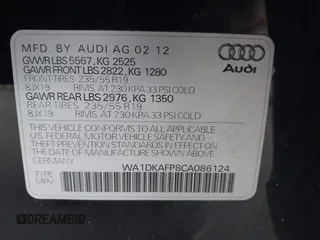 MFD. BY AUDI AG 02 12
GVWR LBS 5567, KG 2525
GAWR FRONT LBS 2822, KG 1280
FRONT-TIRES 235/55 R19
8JX19 RIMS, AT 230 KPA 33 PSI COLD
GAWR REAR LBS 2976, KG 1350
REAR-TIRES 235/55 R19
8JX19 RIMS, AT 230 KPA 33 PSI COLD
Audi
THIS VEHICLE CONFORMS TO ALL APPLICABLE
FEDERAL MOTOR VEHICLE SAFETY AND
THEFT PREVENTION STANDARDS IN EFFECT
ON THE DATE OF MANUFACTURE SHOWN ABOVE.
WA1DKAFP8CA086124
TYPE
MPV
DREAMBID